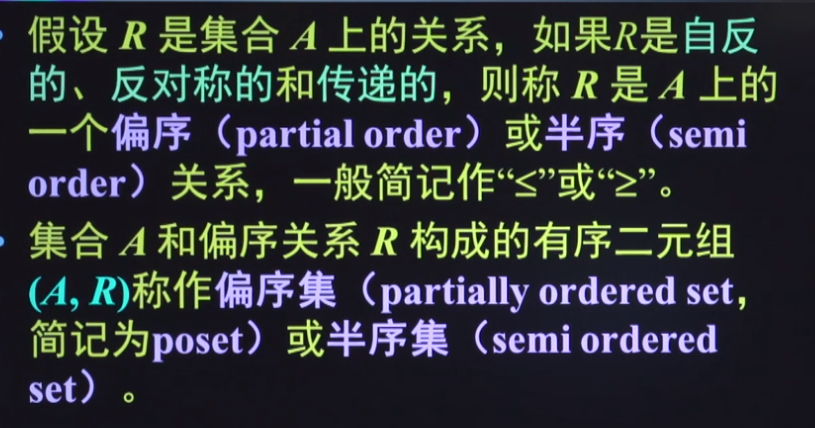 假设 R 是集合 A 上的关系，如果R是自反
的、反对称的和传递的，则称 R 是 A 上的
一个偏序（partial order）或半序（semi
order）关系，一般简记作“≤”或“≥”。
集合 A 和偏序关系 R 构成的有序二元组
(A, R)称作偏序集（partially ordered set，
简记为poset）或半序集（semi ordered
set）。